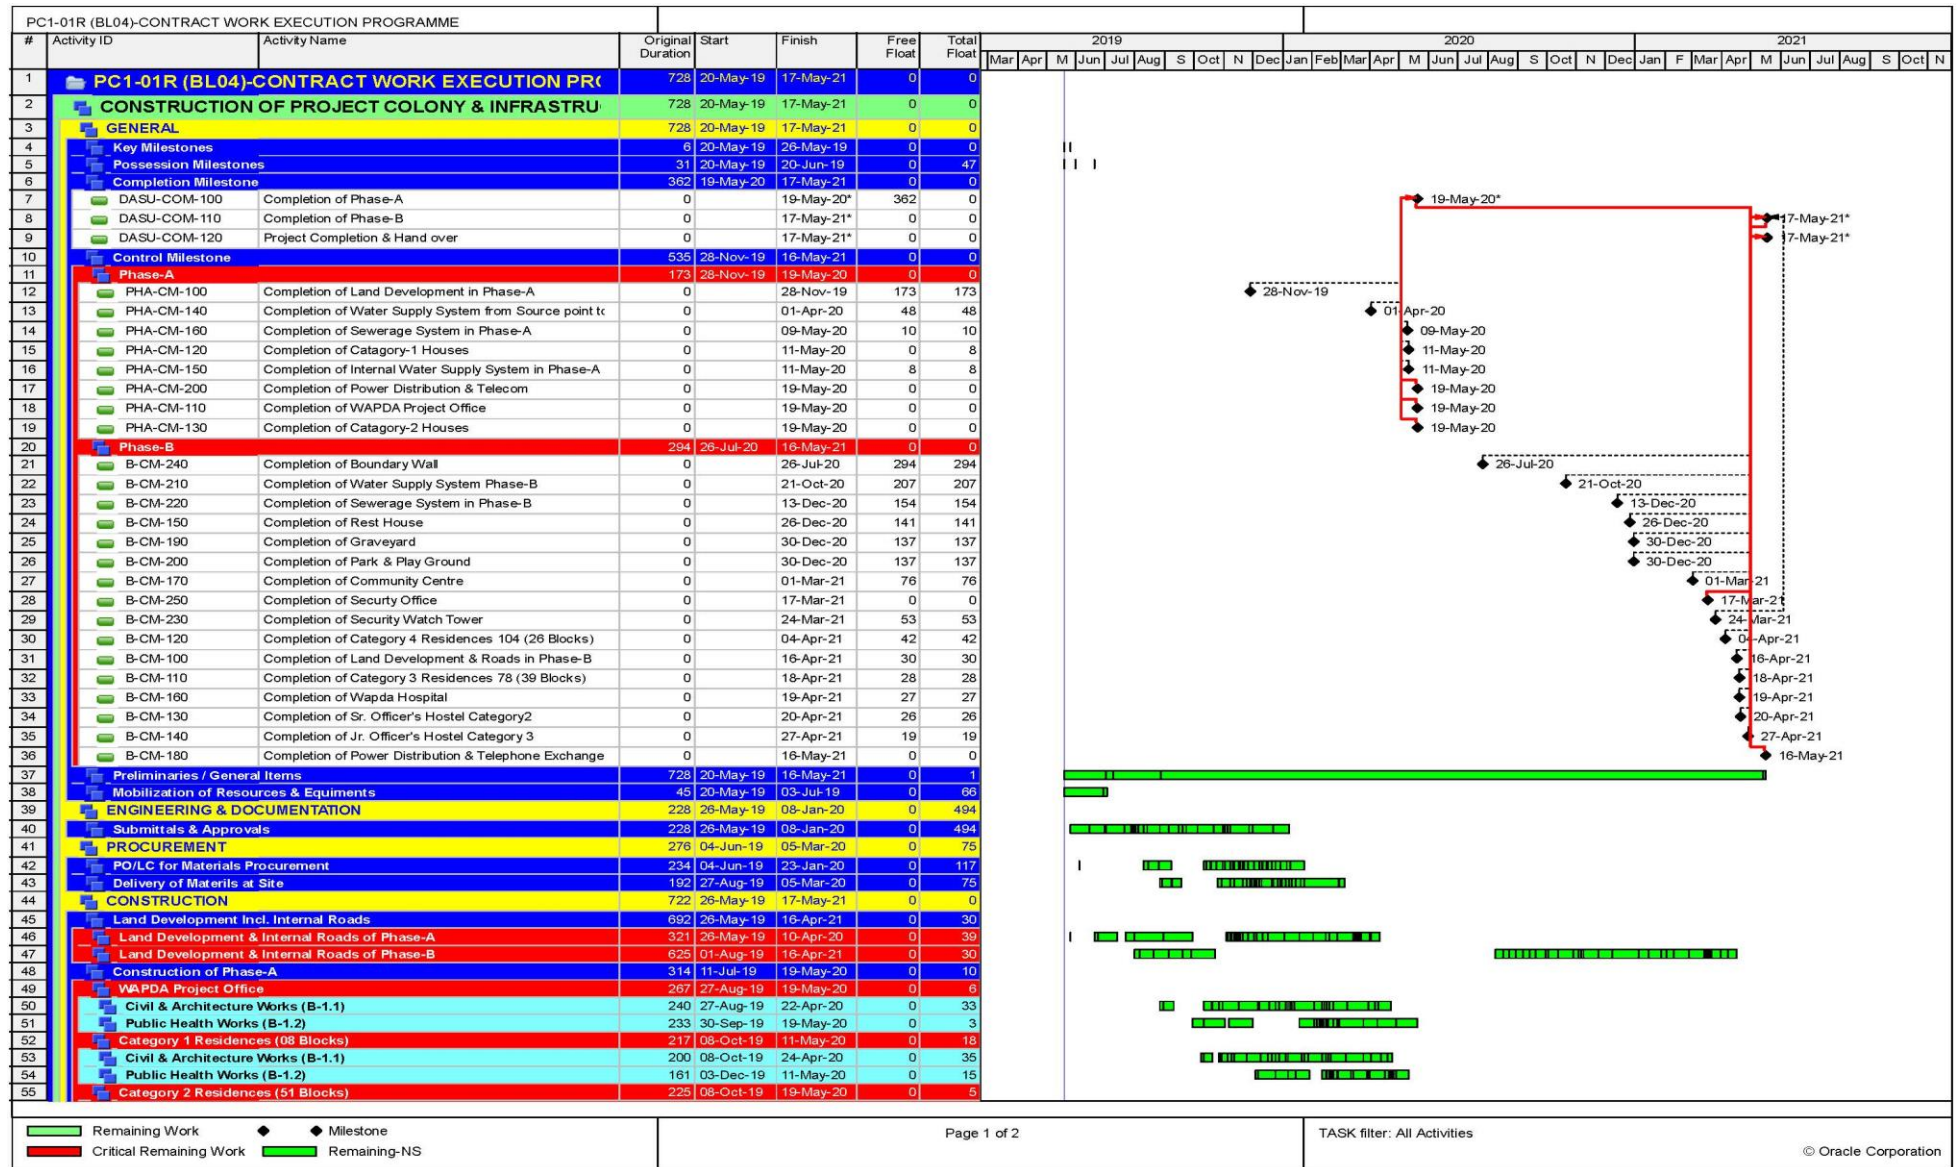 PC1-01R (BL04)-CONTRACT WORK EXECUTION PROGRAMME
# Activity ID Activity Name Original Duration Start Finish Free Float Total Float
2019 2020 2021
Mar Apr M Jun Jul Aug S Oct N Dec Jan Feb Mar Apr M Jun Jul Aug S Oct N Dec Jan F Mar Apr M Jun Jul Aug S Oct N
1 PC1-01R (BL04)-CONTRACT WORK EXECUTION PR( 728 20-May-19 17-May-21 0 0
2 CONSTRUCTION OF PROJECT COLONY & INFRASTRU 728 20-May-19 17-May-21 0 0
3 GENERAL 728 20-May-19 17-May-21 0 0
4 Key Milestones 6 20-May-19 26-May-19 0 0
5 Possession Milestones 31 20-May-19 20-Jun-19 0 47
6 Completion Milestone 362 19-May-20 17-May-21 0 0
7 DASU-COM-100 Completion of Phase-A 0 19-May-20* 362 0 19-May-20*
8 DASU-COM-110 Completion of Phase-B 0 17-May-21* 0 0 17-May-21*
9 DASU-COM-120 Project Completion & Hand over 0 17-May-21* 0 0 17-May-21*
10 Control Milestone 535 28-Nov-19 16-May-21 0 0
11 Phase-A 173 28-Nov-19 19-May-20 0 0
12 PHA-CM-100 Completion of Land Development in Phase-A 0 28-Nov-19 173 173 28-Nov-19
13 PHA-CM-140 Completion of Water Supply System from Source point to 0 01-Apr-20 48 48 01-Apr-20
14 PHA-CM-160 Completion of Sewerage System in Phase-A 0 09-May-20 10 10 09-May-20
15 PHA-CM-120 Completion of Catagory-1 Houses 0 11-May-20 0 8 11-May-20
16 PHA-CM-150 Completion of Internal Water Supply System in Phase-A 0 11-May-20 8 8 11-May-20
17 PHA-CM-200 Completion of Power Distribution & Telecom 0 19-May-20 0 0 19-May-20
18 PHA-CM-110 Completion of WAPDA Project Office 0 19-May-20 0 0 19-May-20
19 PHA-CM-130 Completion of Catagory-2 Houses 0 19-May-20 0 0 19-May-20
20 Phase-B 294 26-Jul-20 16-May-21 0 0
21 B-CM-240 Completion of Boundary Wall 0 26-Jul-20 294 294 26-Jul-20
22 B-CM-210 Completion of Water Supply System Phase-B 0 21-Oct-20 207 207 21-Oct-20
23 B-CM-220 Completion of Sewerage System in Phase-B 0 13-Dec-20 154 154 13-Dec-20
24 B-CM-150 Completion of Rest House 0 26-Dec-20 141 141 26-Dec-20
25 B-CM-190 Completion of Graveyard 0 30-Dec-20 137 137 30-Dec-20
26 B-CM-200 Completion of Park & Play Ground 0 30-Dec-20 137 137 30-Dec-20
27 B-CM-170 Completion of Community Centre 0 01-Mar-21 76 76 01-Mar-21
28 B-CM-250 Completion of Securty Office 0 17-Mar-21 0 0 17-Mar-21
29 B-CM-230 Completion of Security Watch Tower 0 24-Mar-21 53 53 24-Mar-21
30 B-CM-120 Completion of Category 4 Residences 104 (26 Blocks) 0 04-Apr-21 42 42 04-Apr-21
31 B-CM-100 Completion of Land Development & Roads in Phase-B 0 16-Apr-21 30 30 16-Apr-21
32 B-CM-110 Completion of Category 3 Residences 78 (39 Blocks) 0 18-Apr-21 28 28 18-Apr-21
33 B-CM-160 Completion of Wapda Hospital 0 19-Apr-21 27 27 19-Apr-21
34 B-CM-130 Completion of Sr. Officer's Hostel Category2 0 20-Apr-21 26 26 20-Apr-21
35 B-CM-140 Completion of Jr. Officer's Hostel Category 3 0 27-Apr-21 19 19 27-Apr-21
36 B-CM-180 Completion of Power Distribution & Telephone Exchange 0 16-May-21 0 0 16-May-21
37 Preliminaries / General Items 728 20-May-19 16-May-21 0 1
38 Mobilization of Resources & Equiments 45 20-May-19 03-Jul-19 0 66
39 ENGINEERING & DOCUMENTATION 228 26-May-19 08-Jan-20 0 494
40 Submittals & Approvals 228 26-May-19 08-Jan-20 0 494
41 PROCUREMENT 276 04-Jun-19 05-Mar-20 0 75
42 PO/LC for Materials Procurement 234 04-Jun-19 23-Jan-20 0 117
43 Delivery of Materils at Site 192 27-Aug-19 05-Mar-20 0 75
44 CONSTRUCTION 722 26-May-19 17-May-21 0 0
45 Land Development Incl. Internal Roads 692 26-May-19 16-Apr-21 0 30
46 Land Development & Internal Roads of Phase-A 321 26-May-19 10-Apr-20 0 39
47 Land Development & Internal Roads of Phase-B 625 01-Aug-19 16-Apr-21 0 30
48 Construction of Phase-A 314 11-Jul-19 19-May-20 0 10
49 WAPDA Project Office 267 27-Aug-19 19-May-20 0 6
50 Civil & Architecture Works (B-1.1) 240 27-Aug-19 22-Apr-20 0 33
51 Public Health Works (B-1.2) 233 30-Sep-19 19-May-20 0 3
52 Category 1 Residences (08 Blocks) 217 08-Oct-19 11-May-20 0 18
53 Civil & Architecture Works (B-1.1) 200 08-Oct-19 24-Apr-20 0 35
54 Public Health Works (B-1.2) 161 03-Dec-19 11-May-20 0 15
55 Category 2 Residences (51 Blocks) 225 08-Oct-19 19-May-20 0 5
Remaining Work Milestone
Critical Remaining Work Remaining-NS
Page 1 of 2
TASK filter: All Activities
© Oracle Corporation